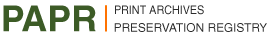 PAPR
PRINT ARCHIVES
PRESERVATION REGISTRY